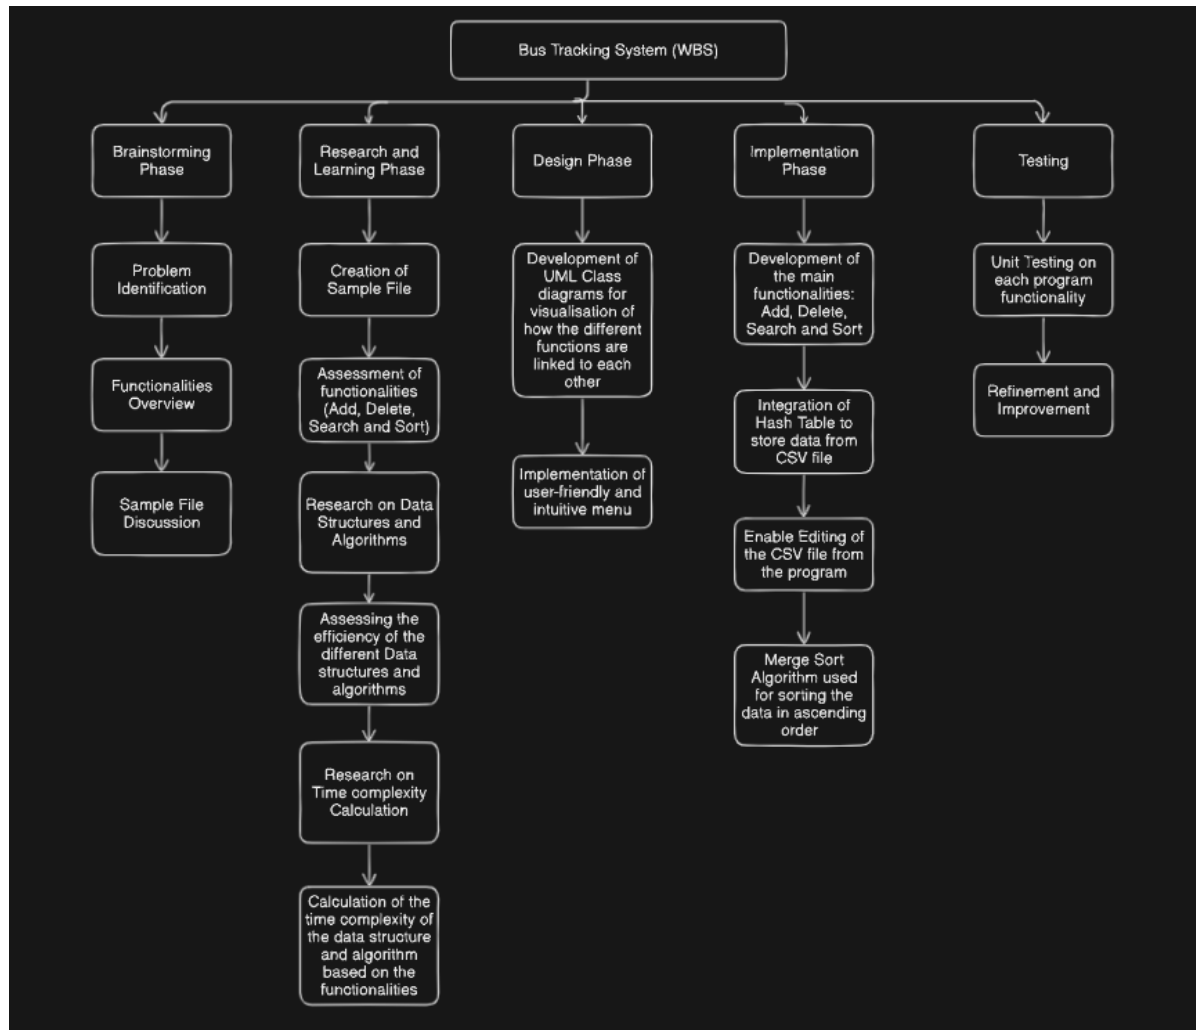 Bus Tracking System (WBS)
Brainstorming
Phase
Problem
Identification
Functionalities
Overview
Sample File
Discussion
Research and
Learning Phase
Creation of
Sample File
Assessment of
functionalities
(Add, Delete,
Search and Sort)
Research on Data
Structures and
Algorithms
Assessing the
efficiency of the
different Data
structures and
algorithms
Research on
Time complexity
Calculation
Calculation of the
time complexity of
the data structure
and algorithm
based on the
functionalities
Design Phase
Development of
UML Class
diagrams for
visualisation of
how the different
functions are
linked to each
other
Implementation of
user-friendly and
intuitive menu
Implementation
Phase
Development of
the main
functionalities:
Add, Delete,
Search and Sort
Integration of
Hash Table to
store data from
CSV file
Enable Editing of
the CSV file from
the program
Merge Sort
Algorithm used
for sorting the
data in ascending
order
Testing
Unit Testing on
each program
functionality
Refinement and
Improvement